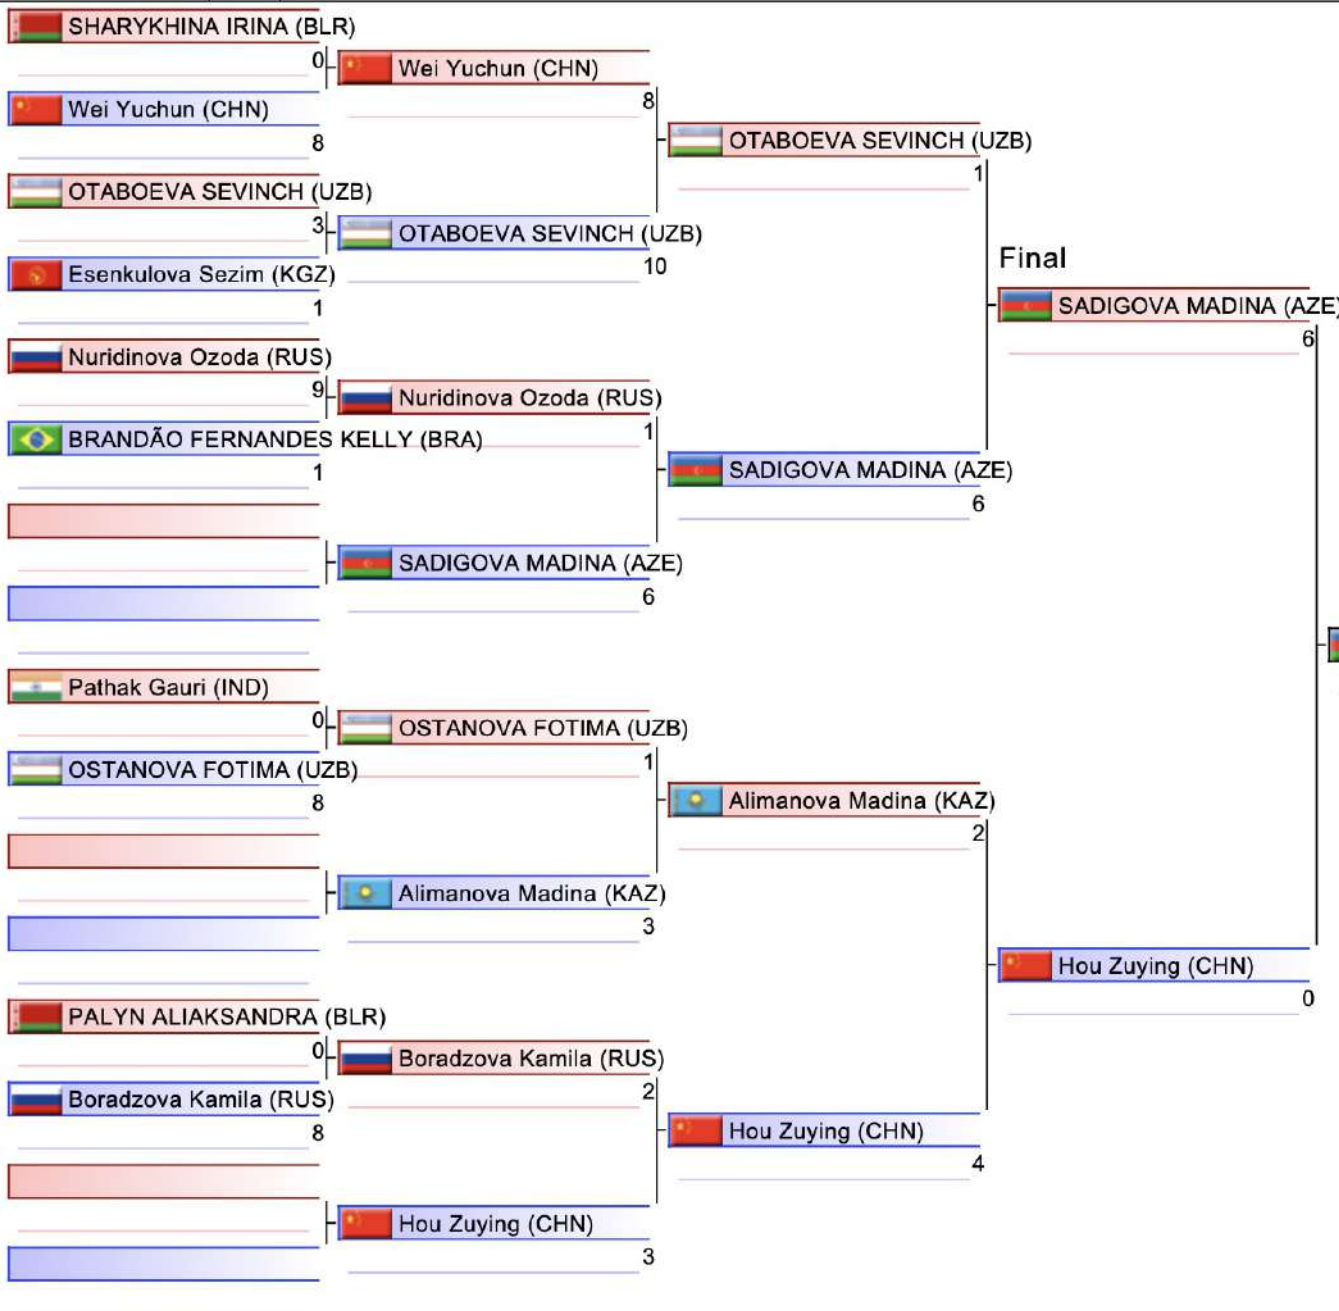 SHARYKHINA IRINA (BLR)
0
Wei Yuchun (CHN)
8
OTABOEVA SEVINCH (UZB)
3
Esenkulova Sezim (KGZ)
1
Nuridinova Ozoda (RUS)
9
BRANDÃO FERNANDES KELLY (BRA)
1
Pathak Gauri (IND)
0
OSTANOVA FOTIMA (UZB)
8
PALYN ALIAKSANDRA (BLR)
0
Boradzova Kamila (RUS)
8
Wei Yuchun (CHN)
8
OTABOEVA SEVINCH (UZB)
10
Nuridinova Ozoda (RUS)
1
SADIGOVA MADINA (AZE)
6
OSTANOVA FOTIMA (UZB)
1
Alimanova Madina (KAZ)
3
Boradzova Kamila (RUS)
2
Hou Zuying (CHN)
3
OTABOEVA SEVINCH (UZB)
1
SADIGOVA MADINA (AZE)
6
Alimanova Madina (KAZ)
2
Hou Zuying (CHN)
4
Final
SADIGOVA MADINA (AZE)
6
Hou Zuying (CHN)
0